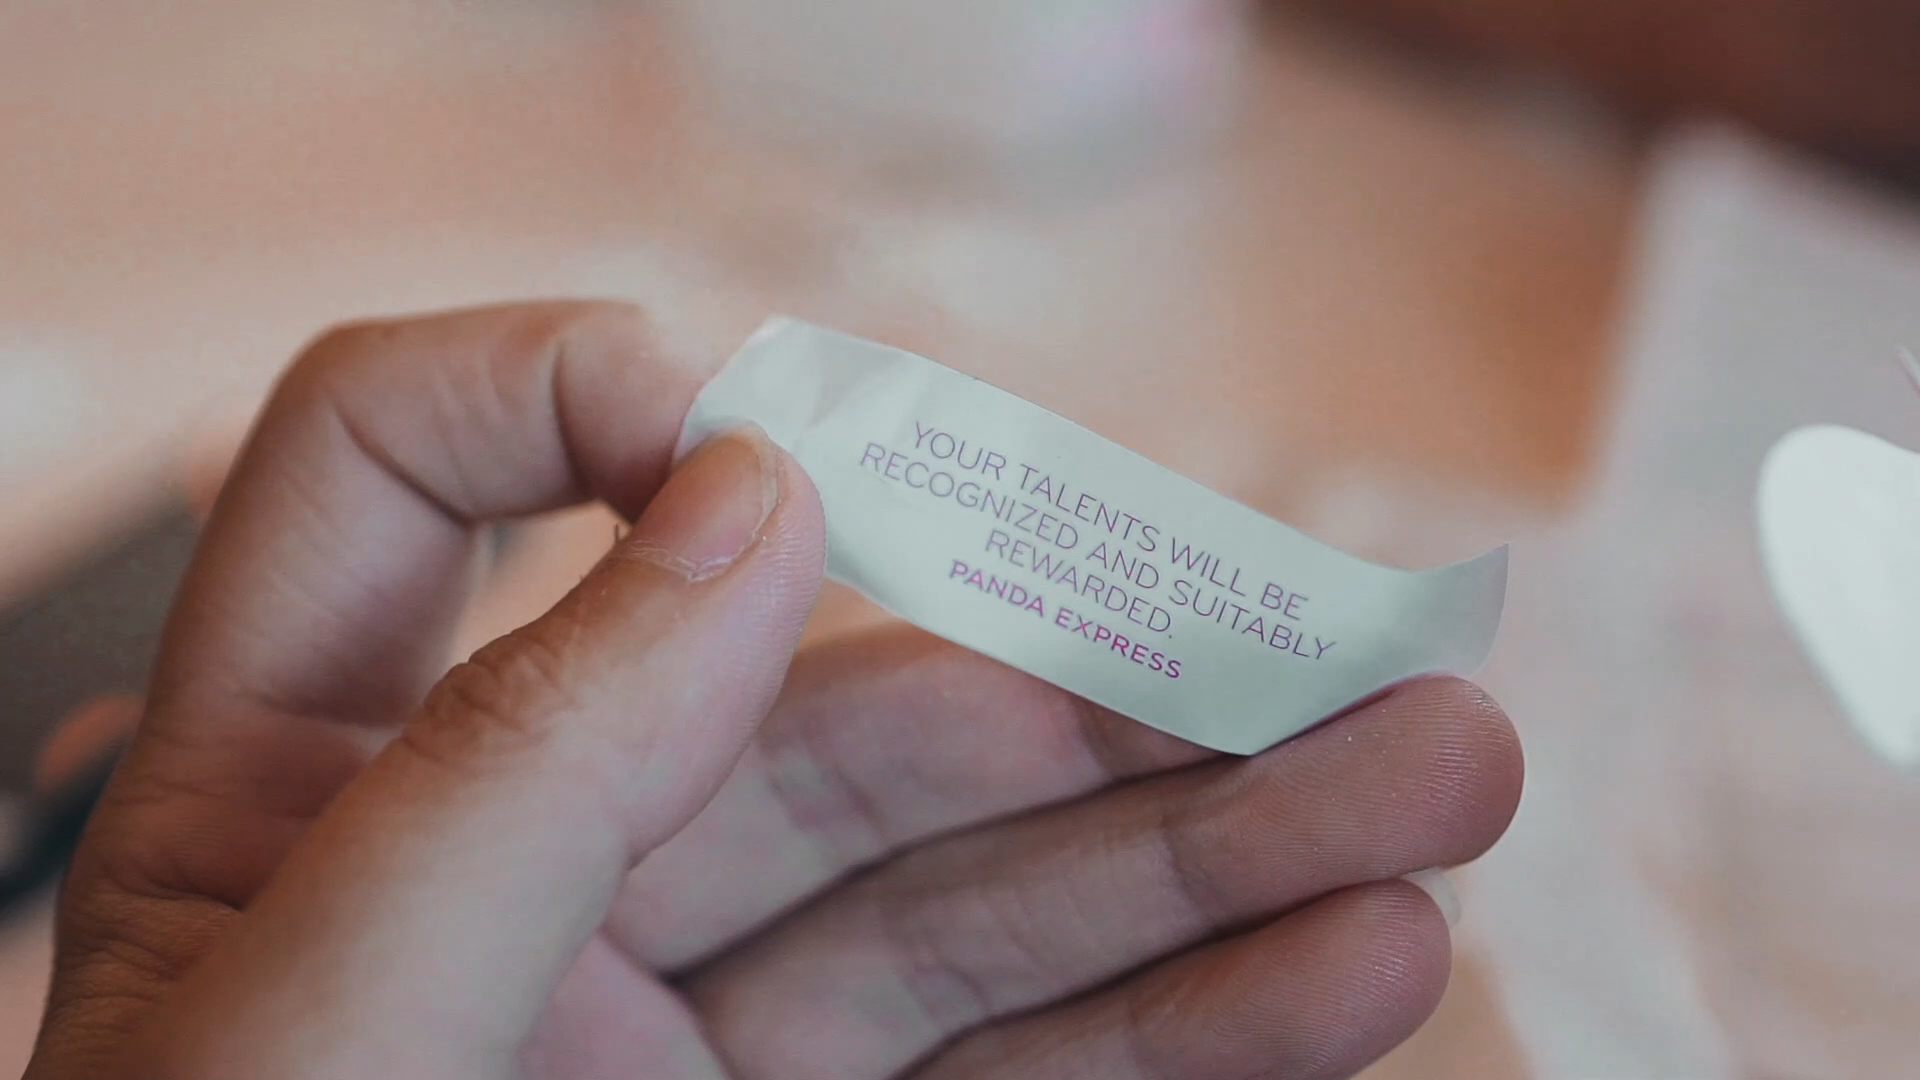 YOUR TALENTS WILL BE
RECOGNIZED AND SUITABLY
REWARDED.
PANDA EXPRESS